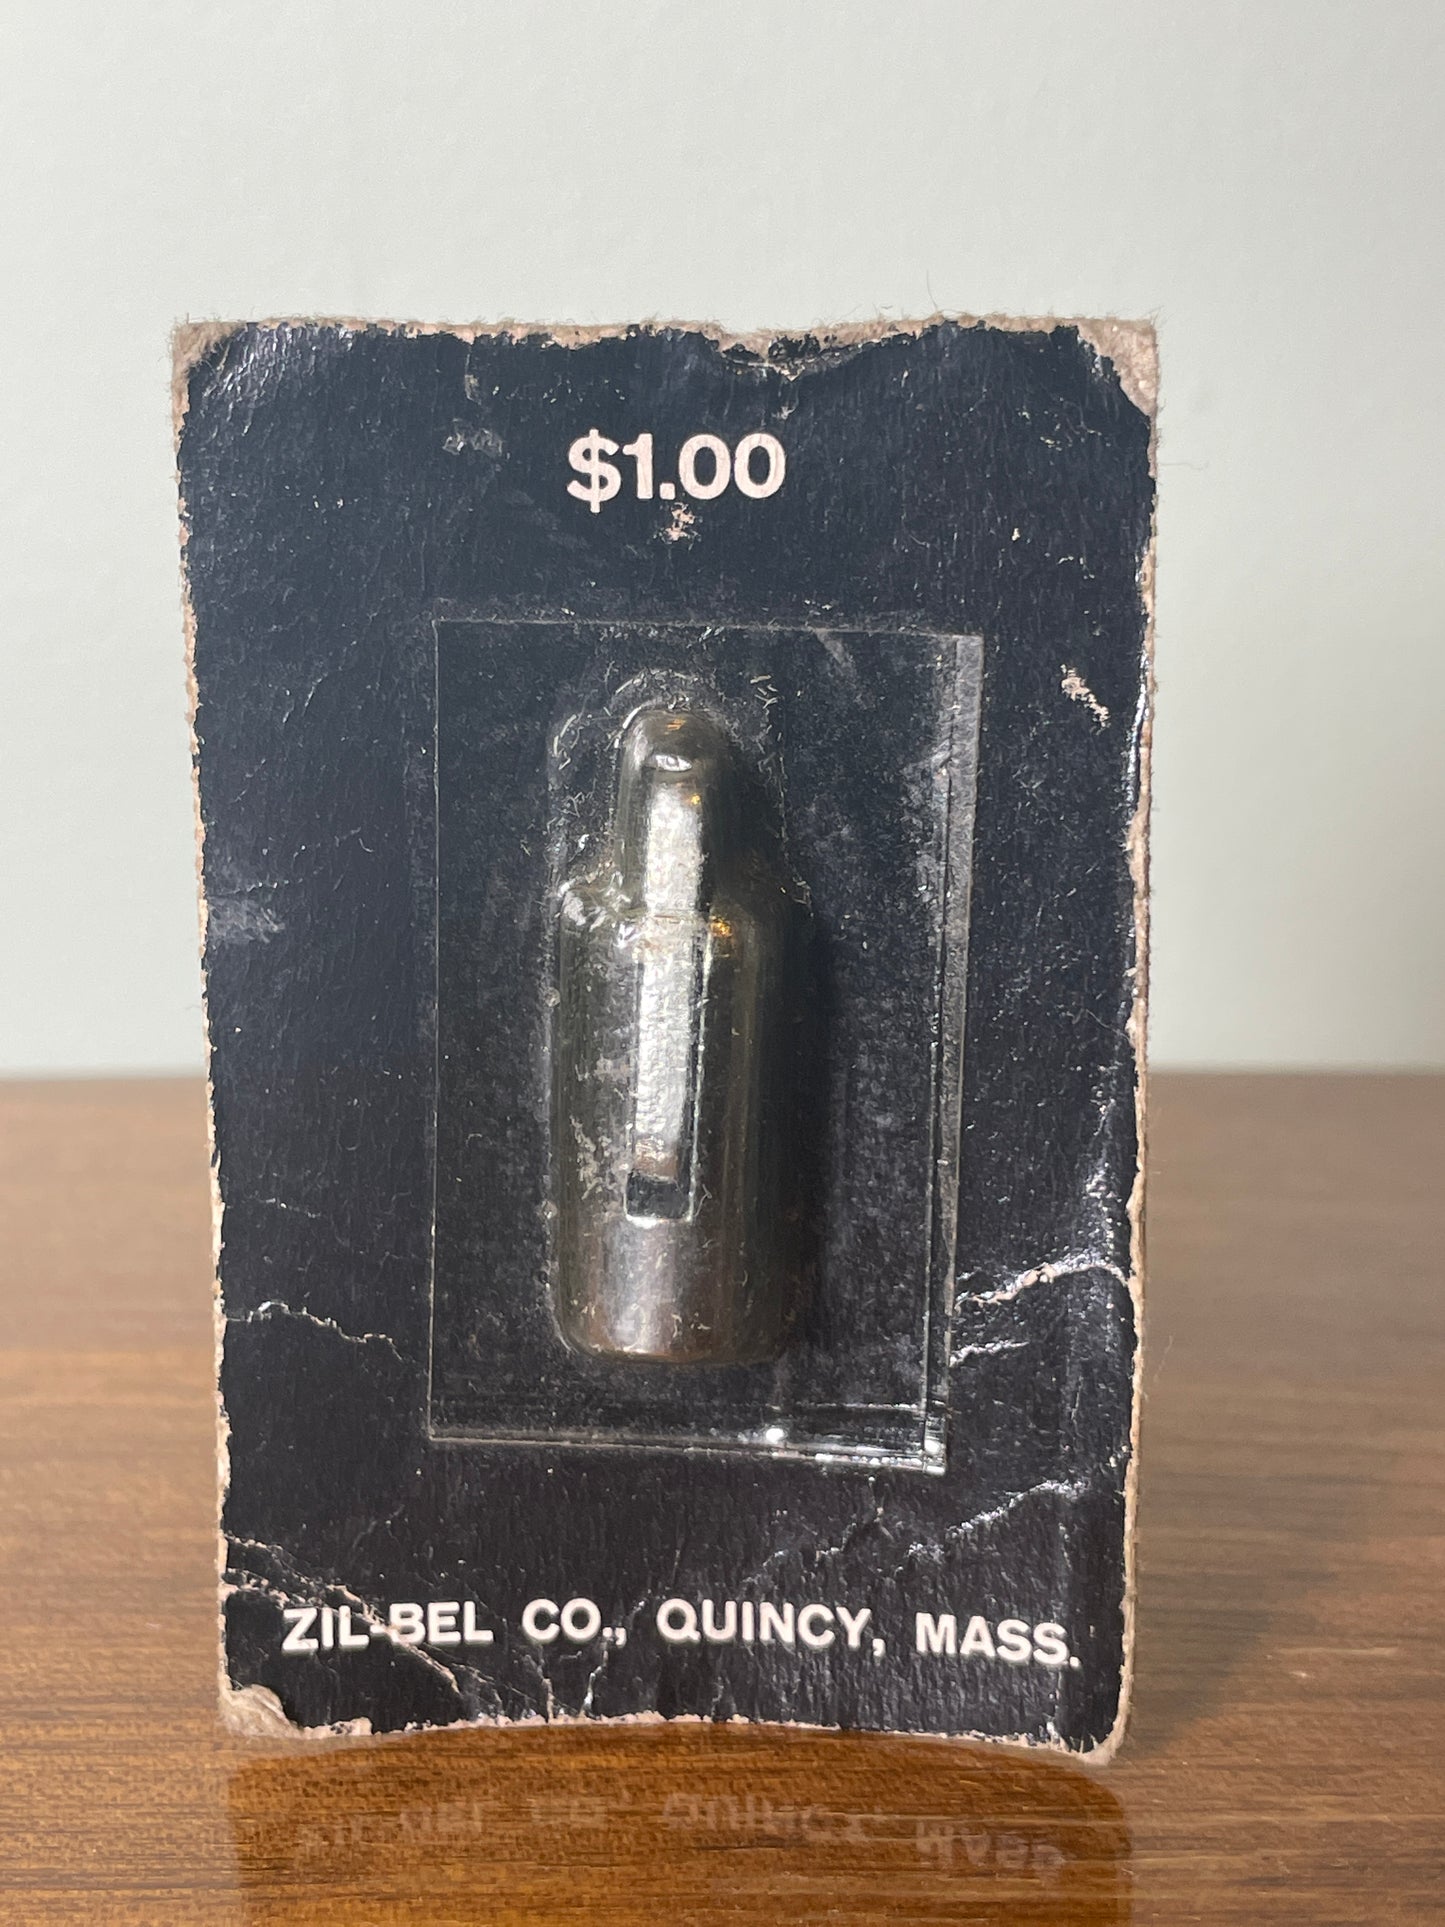 $1.00
ZIL-BEL CO., QUINCY, MASS.